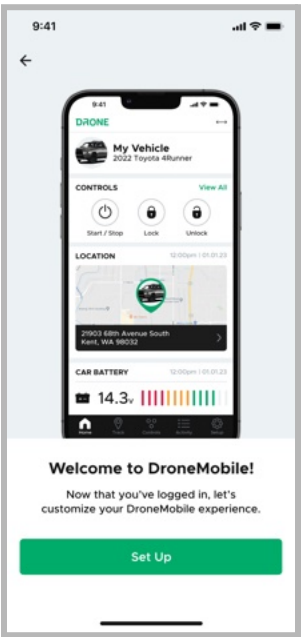 9:41
9:41
DRONE
My Vehicle
2022 Toyota 4Runner
CONTROLS View All
Start / Stop Lock Unlock
LOCATION 12:00pm | 01.01.23
21903 68th Avenue South
Kent, WA 98032
CAR BATTERY 12:00pm | 01.01.23
14.3v
Home Track Controls Activity Setup
Welcome to DroneMobile!
Now that you've logged in, let's
customize your DroneMobile experience.
Set Up